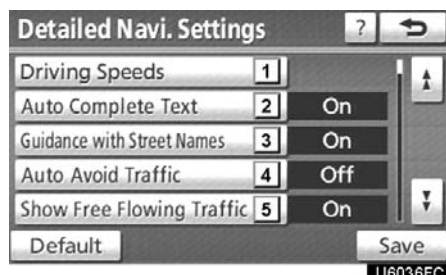 Detailed Navi. Settings ?
Driving Speeds 1
Auto Complete Text 2 On
Guidance with Street Names 3 On
Auto Avoid Traffic 4 Off
Show Free Flowing Traffic 5 On
Default Save
U6036EC